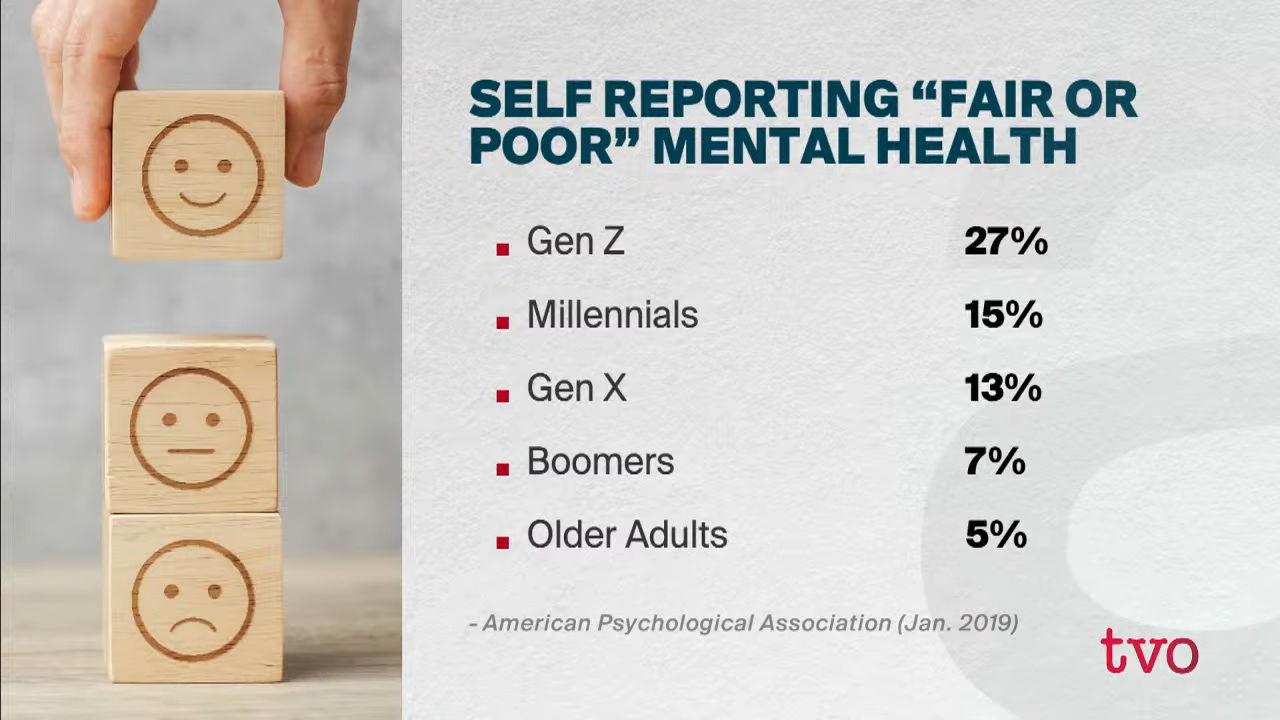 SELF REPORTING “FAIR OR
POOR” MENTAL HEALTH
Gen Z 27%
Millennials 15%
Gen X 13%
Boomers 7%
Older Adults 5%
- American Psychological Association (Jan. 2019)
tvo